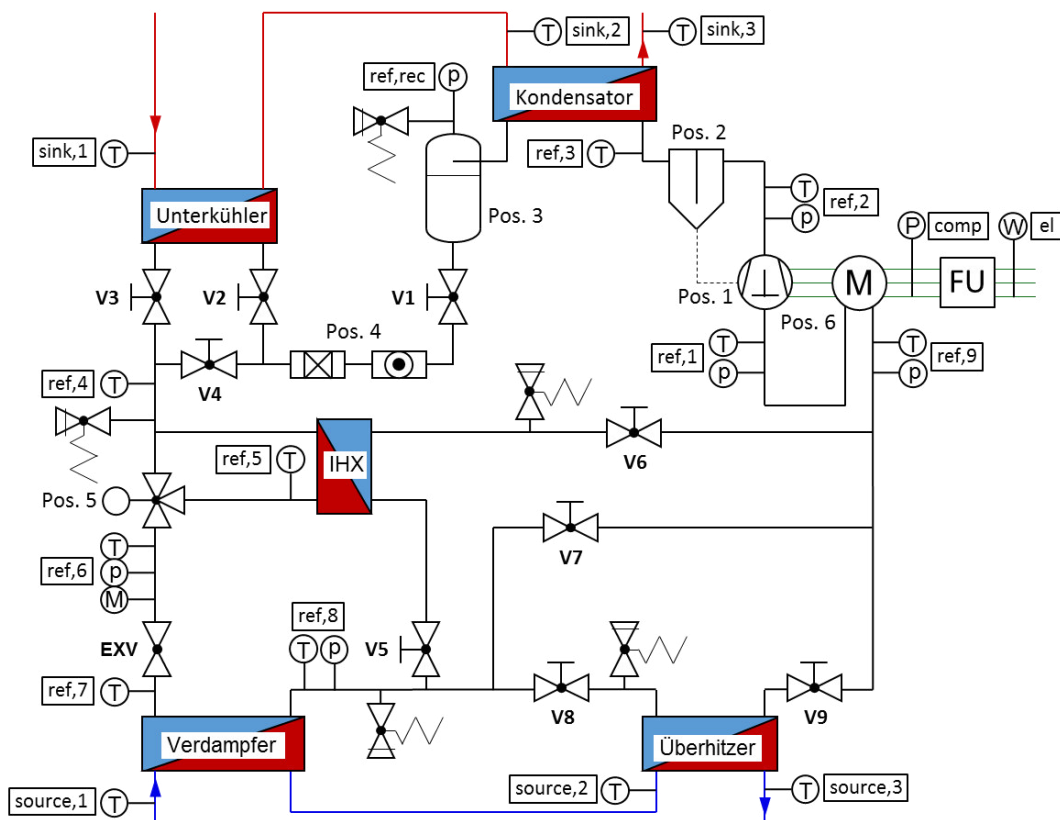 T sink,2
T sink,3
ref,rec p
Kondensator
Pos. 2
sink,1 T
ref,3 T
Unterkühler
Pos. 3
T
p ref,2
P comp
W el
V3
V2
V1
Pos. 1
M
FU
Pos. 4
Pos. 6
ref,4 T
V4
T
ref,1
p
T
ref,9
p
ref,5 T
IHX
V6
Pos. 5
T
ref,6 p
M
V7
EXV
ref,8
T p
V5
ref,7 T
V8
V9
Verdampfer
Überhitzer
source,1 T
source,2 T
T source,3